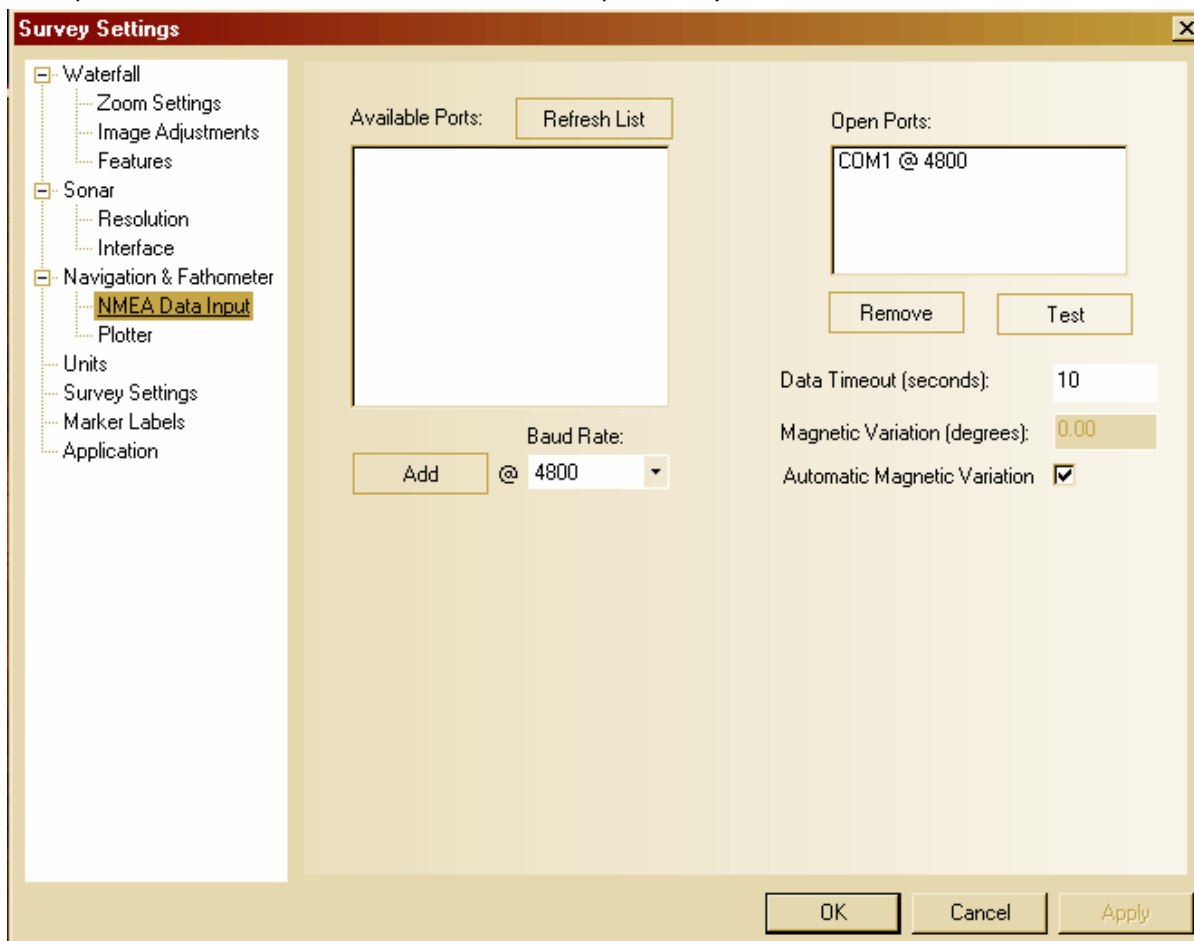 Survey Settings
Waterfall
Zoom Settings
Image Adjustments
Features
Sonar
Resolution
Interface
Navigation & Fathometer
NMEA Data Input
Plotter
Units
Survey Settings
Marker Labels
Application
Available Ports:
Refresh List
Add @
Baud Rate:
4800
Open Ports:
COM1 @ 4800
Remove
Test
Data Timeout (seconds): 10
Magnetic Variation (degrees): 0.00
Automatic Magnetic Variation
OK
Cancel
Apply